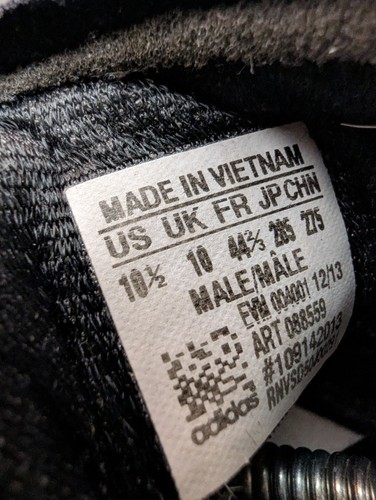 MADE IN VIETNAM
US UK FR JP CHN
10½ 10 44⅔ 285 275
MALE/MÂLE
F/M 004001 12/13
ART 088559
#109142013
adidas